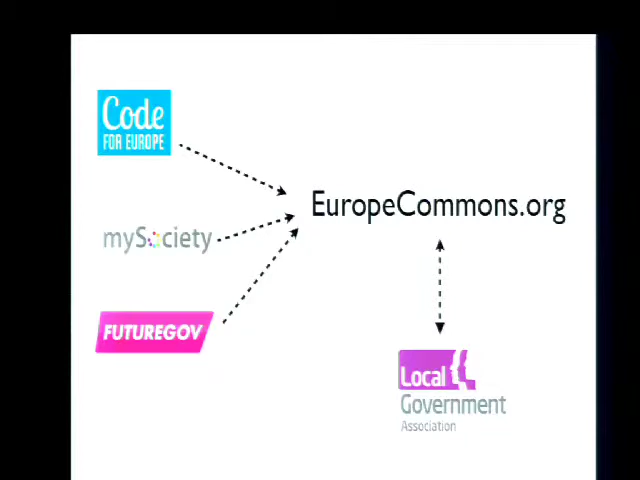 Code
FOR EUROPE
EuropeCommons.org
mySociety
FUTUREGOV
Local
Government
Association